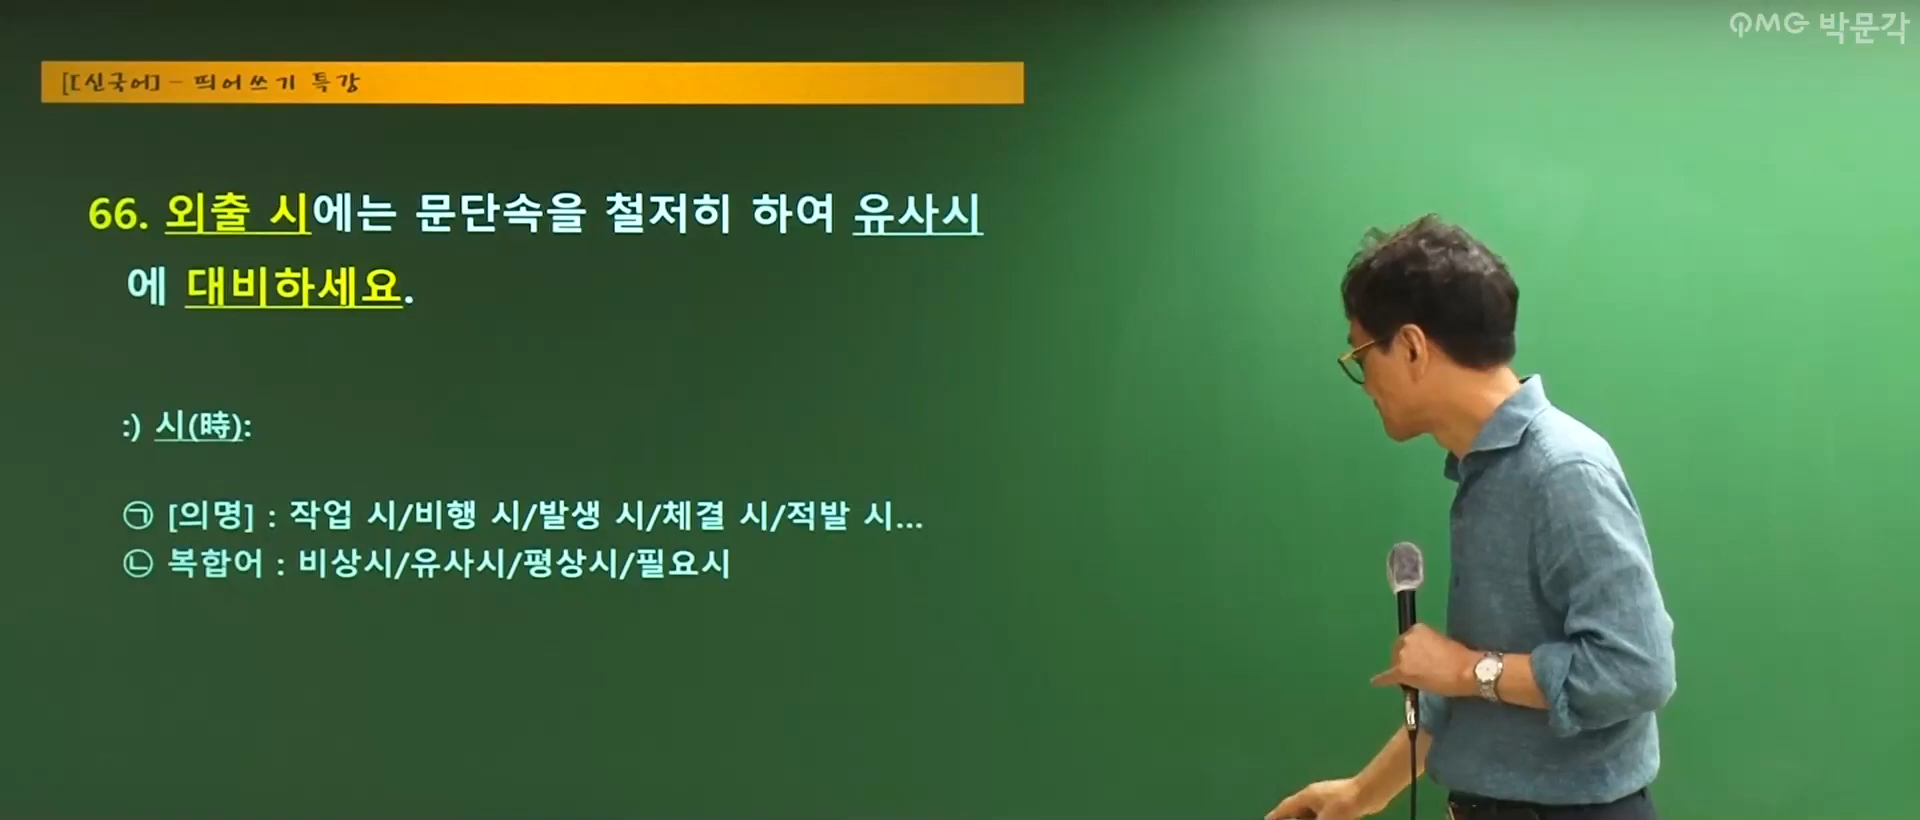 PMG 박문각
[[신국어] - 띄어쓰기 특강
66. 외출 시에는 문단속을 철저히 하여 유사시
에 대비하세요.
:) 시(時):
㉠ [의명] : 작업 시/비행 시/발생 시/체결 시/적발 시...
㉡ 복합어 : 비상시/유사시/평상시/필요시